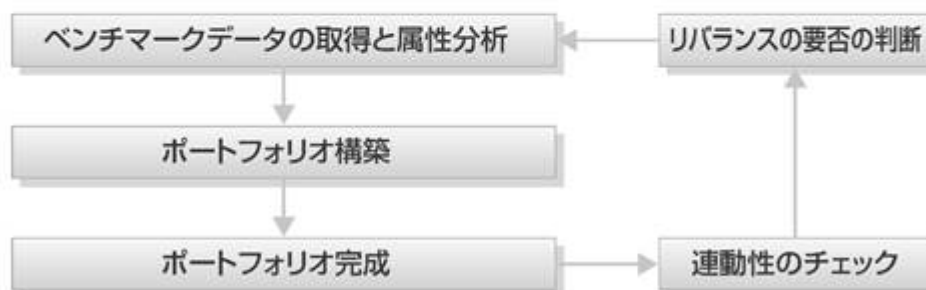 ベンチマークデータの取得と属性分析
リバランスの要否の判断
ポートフォリオ構築
ポートフォリオ完成
連動性のチェック